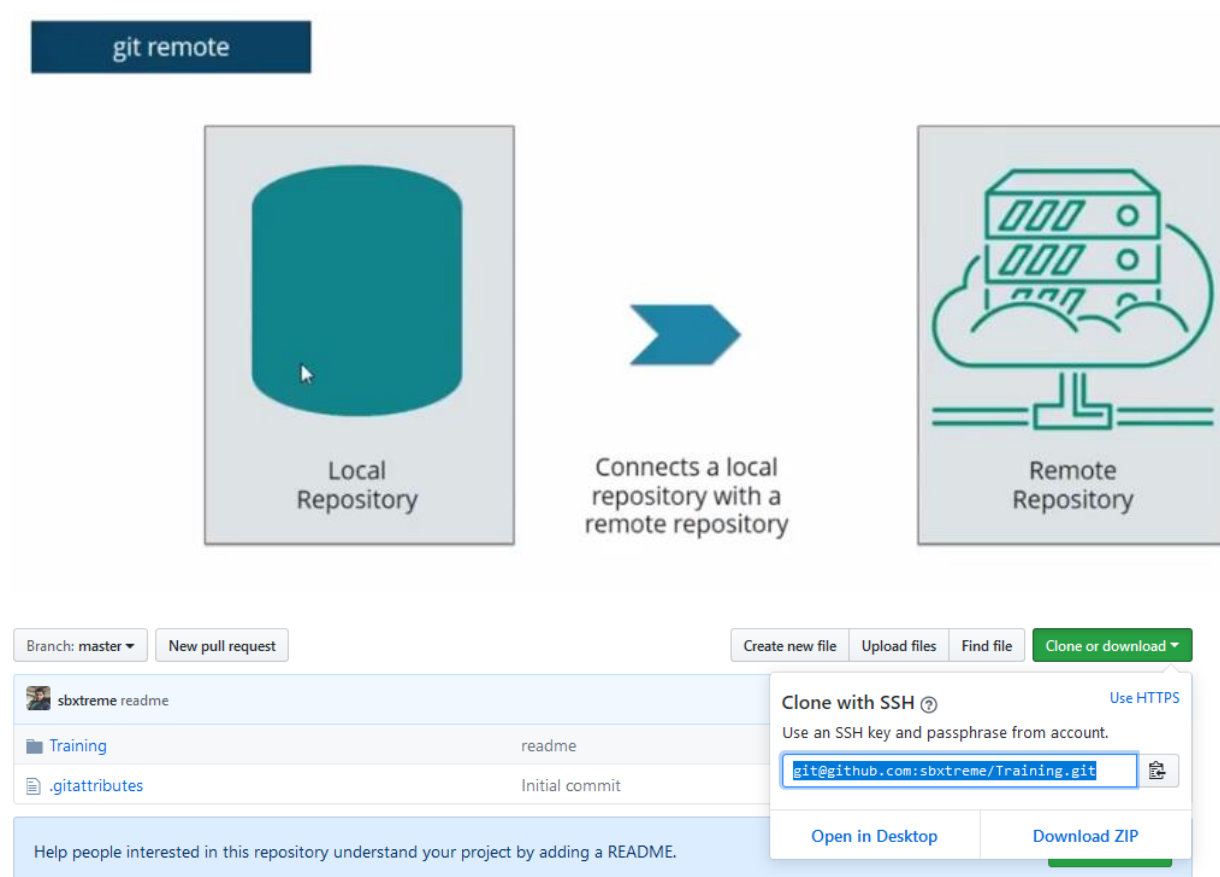 git remote
Local
Repository
Connects a local
repository with a
remote repository
Remote
Repository
Branch: master
New pull request
Create new file
Upload files
Find file
Clone or download
sbxtreme readme
Training
readme
.gitattributes
Initial commit
Clone with SSH ?
Use HTTPS
Use an SSH key and passphrase from account.
git@github.com:sbxtreme/Training.git
Open in Desktop
Download ZIP
Help people interested in this repository understand your project by adding a README.